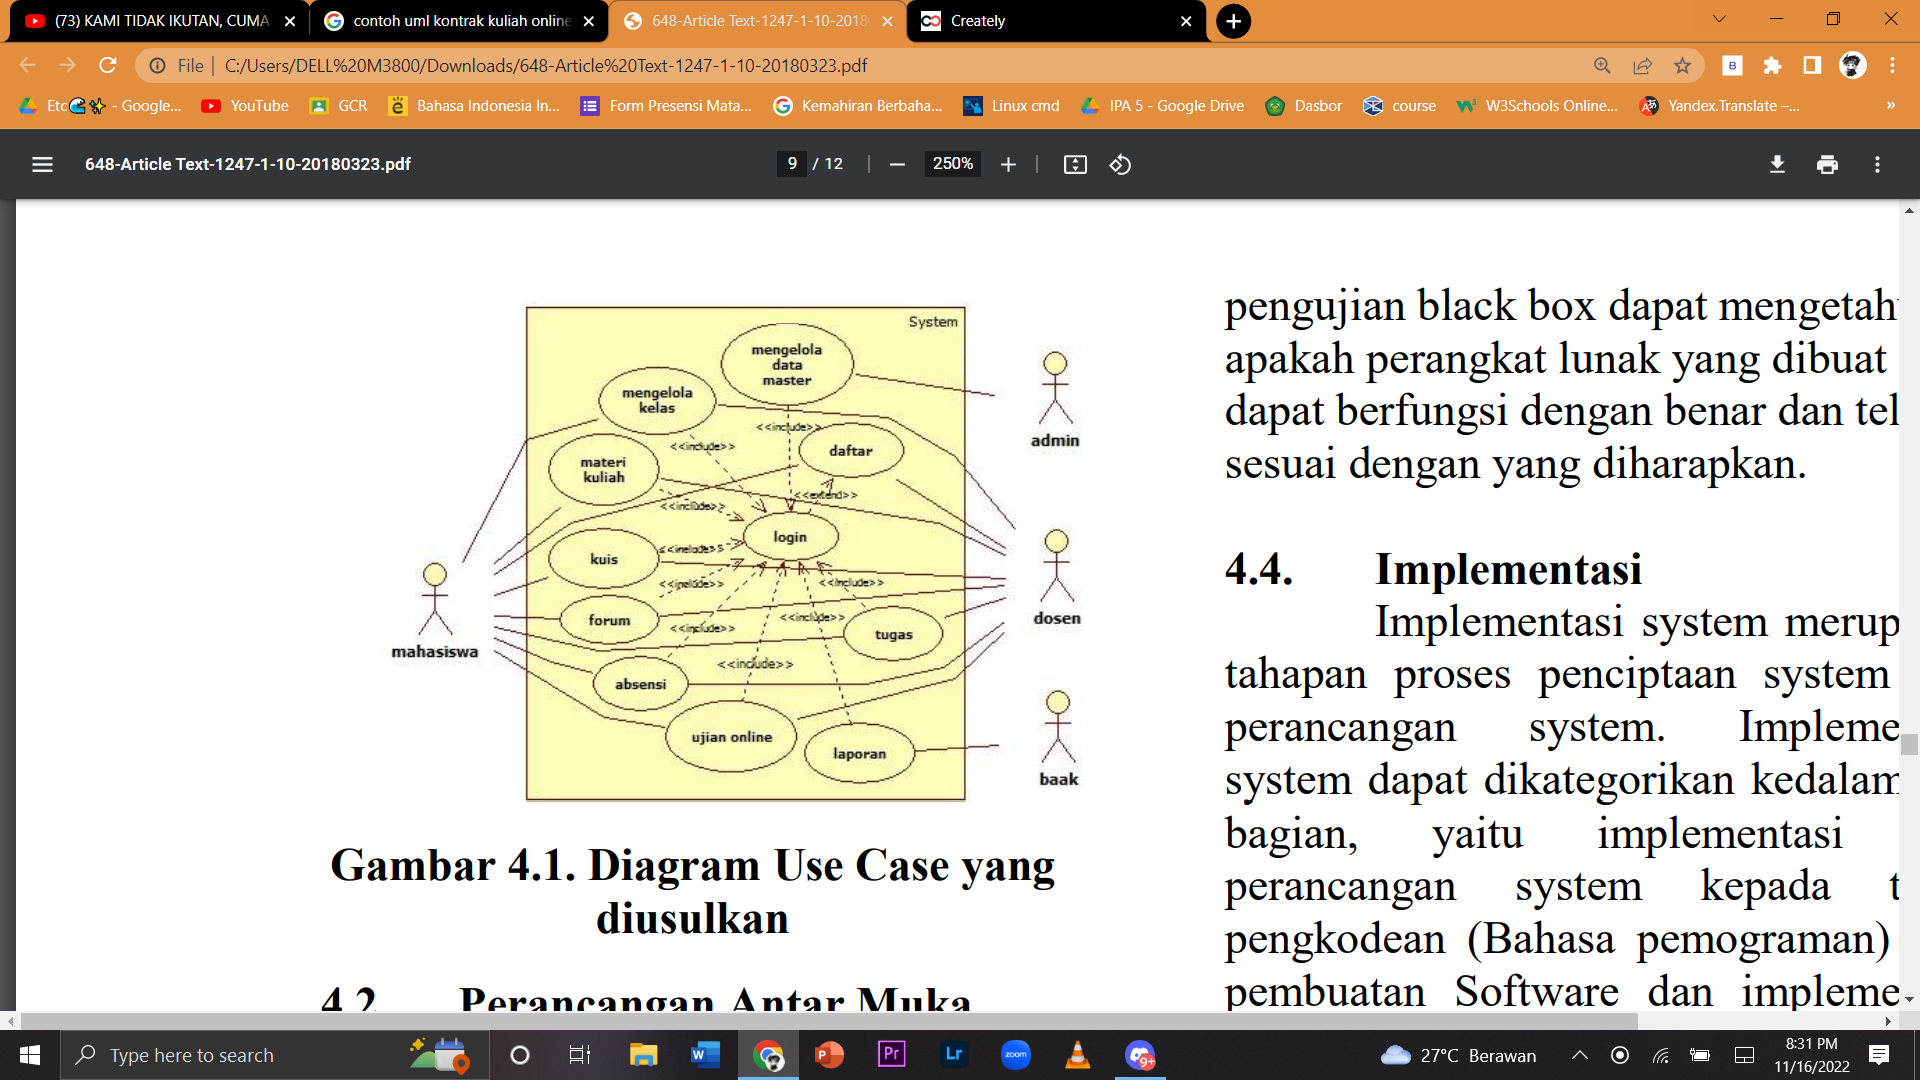 (73) KAMI TIDAK IKUTAN, CUMA
contoh uml kontrak kuliah online
648-Article Text-1247-1-10-2018
Creately
File
C:/Users/DELL%20M3800/Downloads/648-Article%20Text-1247-1-10-20180323.pdf
Etc - Google...
YouTube
GCR
Bahasa Indonesia In...
Form Presensi Mata...
Kemahiran Berbaha...
Linux cmd
IPA 5 - Google Drive
Dasbor
course
W3Schools Online...
Yandex.Translate –...
648-Article Text-1247-1-10-20180323.pdf
9 / 12
250%
System
mengelola
data
master
mengelola
kelas
<<include>>
<<include>>
daftar
materi
kuliah
<<extend>>
<<include>>
login
kuis
<<include>>
<<include>>
<<include>>
forum
<<include>>
<<include>>
tugas
<<include>>
absensi
ujian online
laporan
mahasiswa
admin
dosen
baak
Gambar 4.1. Diagram Use Case yang
diusulkan
4.2 Perancangan Antar Muka
pengujian black box dapat mengetah
apakah perangkat lunak yang dibuat
dapat berfungsi dengan benar dan tel
sesuai dengan yang diharapkan.
4.4. Implementasi
Implementasi system merup
tahapan proses penciptaan system
perancangan system. Impleme
system dapat dikategorikan kedalam
bagian, yaitu implementasi
perancangan system kepada t
pengkodean (Bahasa pemograman)
pembuatan Software dan impleme
Type here to search
27°C Berawan
8:31 PM
11/16/2022